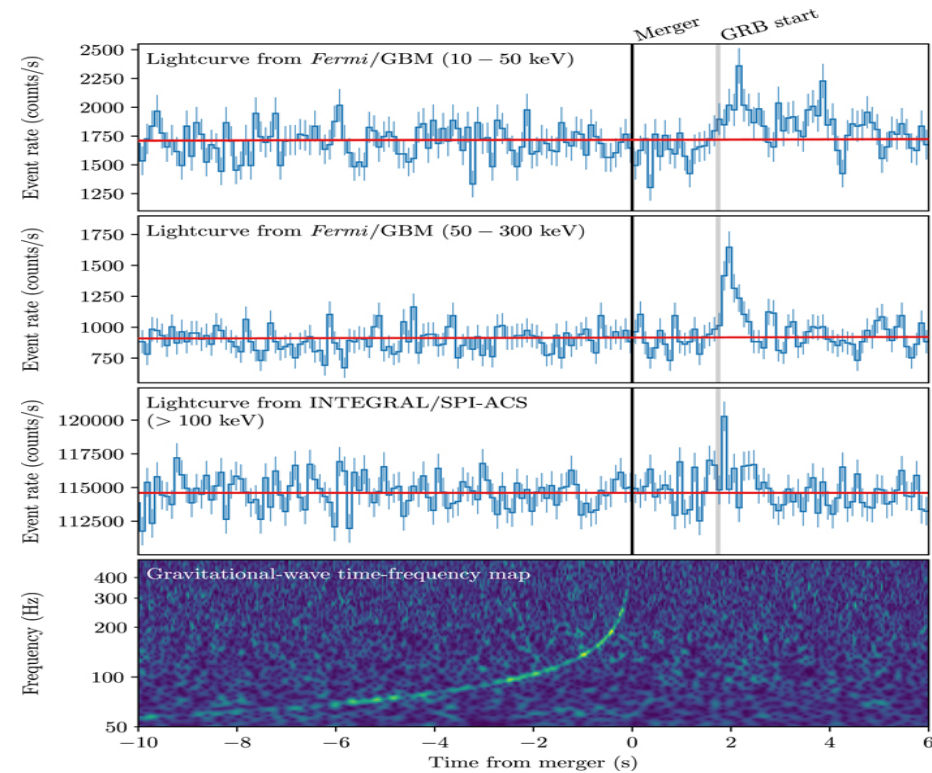 Merger GRB start
Lightcurve from Fermi/GBM (10 − 50 keV)
Event rate (counts/s)
2500
2250
2000
1750
1500
1250
Lightcurve from Fermi/GBM (50 − 300 keV)
Event rate (counts/s)
1750
1500
1250
1000
750
Lightcurve from INTEGRAL/SPI-ACS
(> 100 keV)
Event rate (counts/s)
120000
117500
115000
112500
Gravitational-wave time-frequency map
Frequency (Hz)
400
300
200
100
50
−10 −8 −6 −4 −2 0 2 4 6
Time from merger (s)